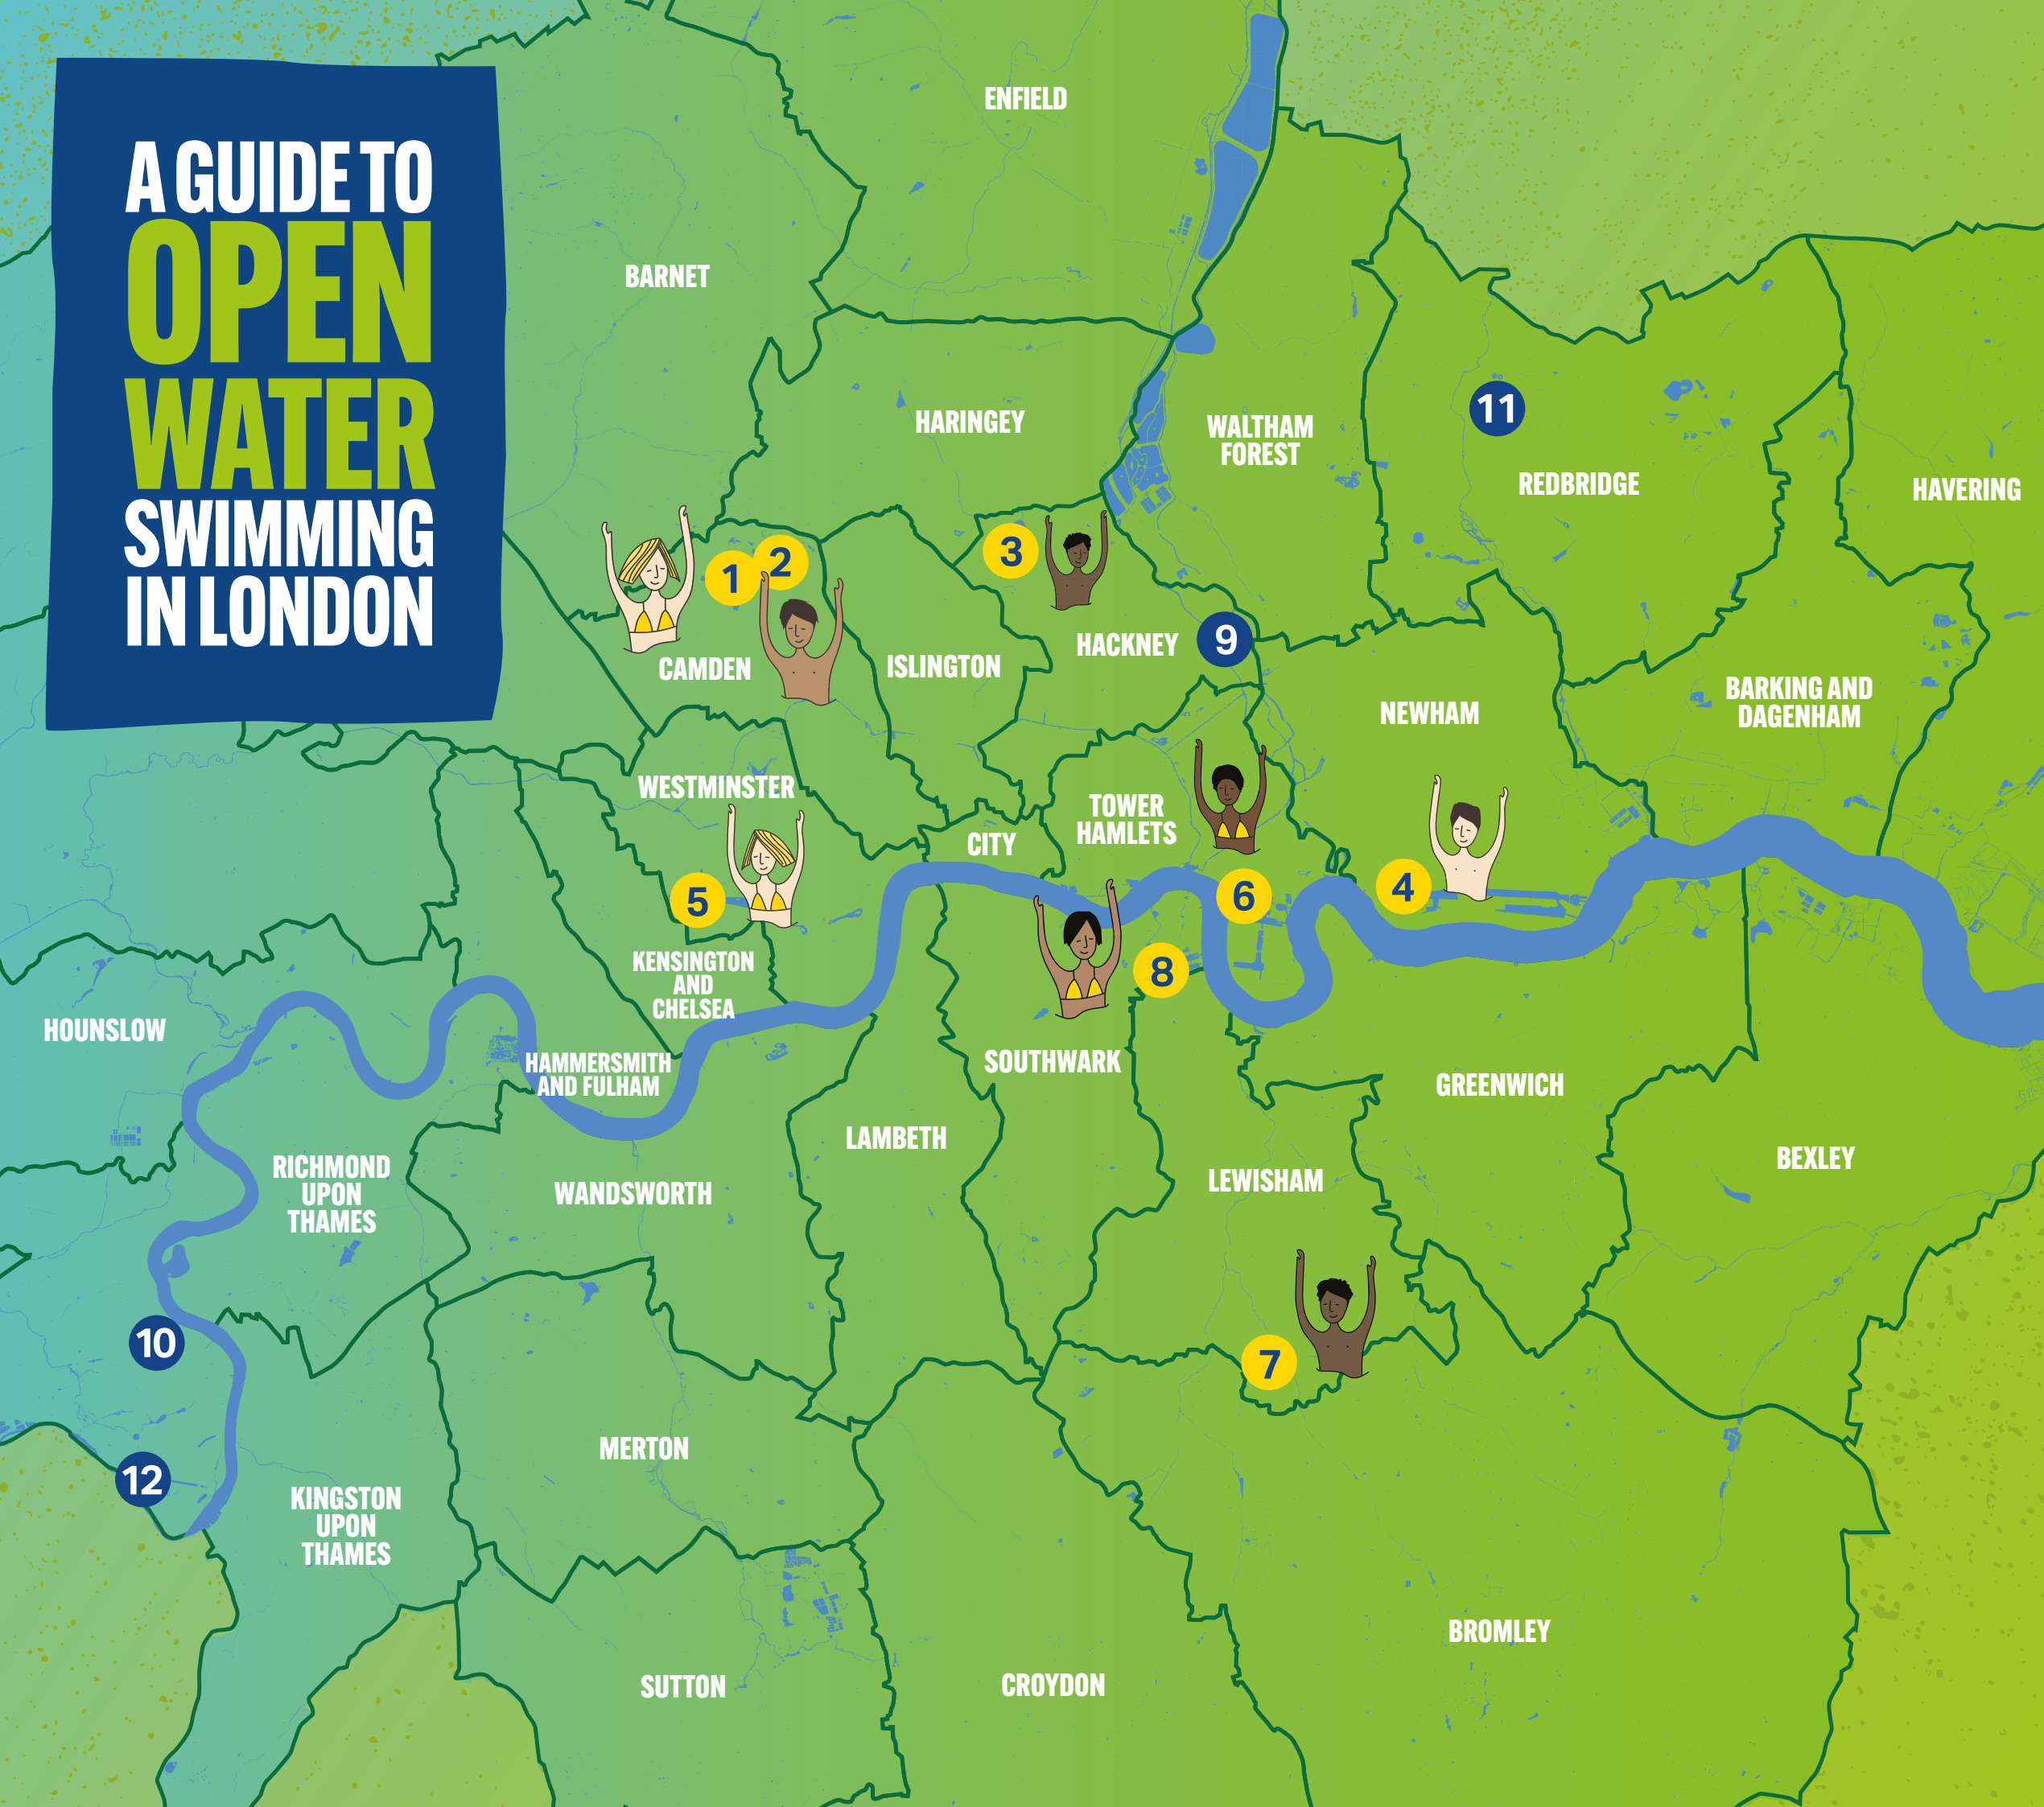 A GUIDE TO
OPEN
WATER
SWIMMING
IN LONDON
ENFIELD
BARNET
HARINGEY
WALTHAM
FOREST
11
REDBRIDGE
HAVERING
1
2
3
CAMDEN
ISLINGTON
HACKNEY
9
NEWHAM
BARKING AND
DAGENHAM
WESTMINSTER
CITY
TOWER
HAMLETS
5
6
4
8
KENSINGTON
AND
CHELSEA
HOUNSLOW
HAMMERSMITH
AND FULHAM
SOUTHWARK
GREENWICH
LAMBETH
BEXLEY
RICHMOND
UPON
THAMES
WANDSWORTH
LEWISHAM
10
7
12
MERTON
KINGSTON
UPON
THAMES
BROMLEY
SUTTON
CROYDON